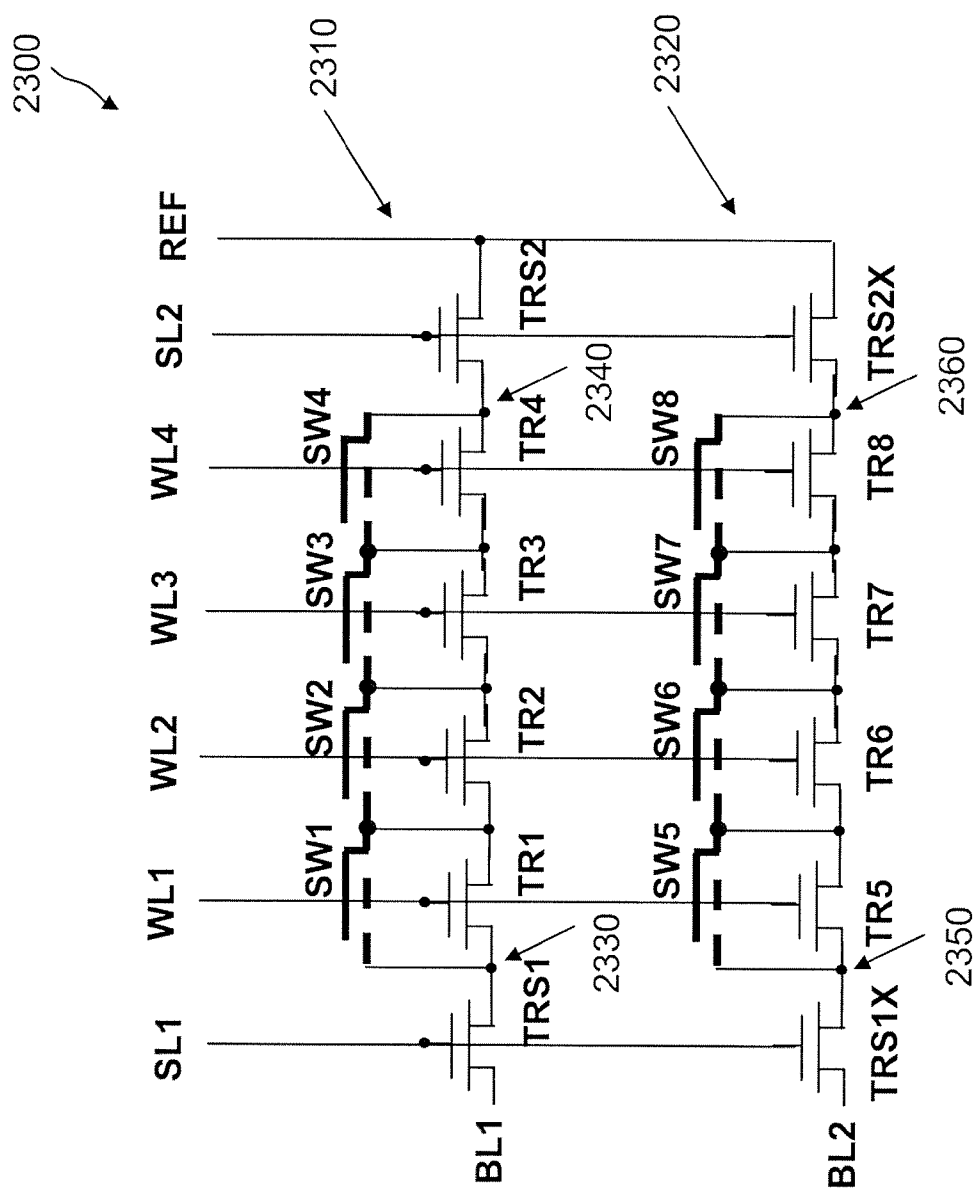 2300
2310
2320
SL1 WL1 WL2 WL3 WL4 SL2 REF
SW1 SW2 SW3 SW4
BL1
TRS1 TR1 TR2 TR3 TR4 TRS2
2330 2340
SW5 SW6 SW7 SW8
BL2
TRS1X TR5 TR6 TR7 TR8 TRS2X
2350 2360